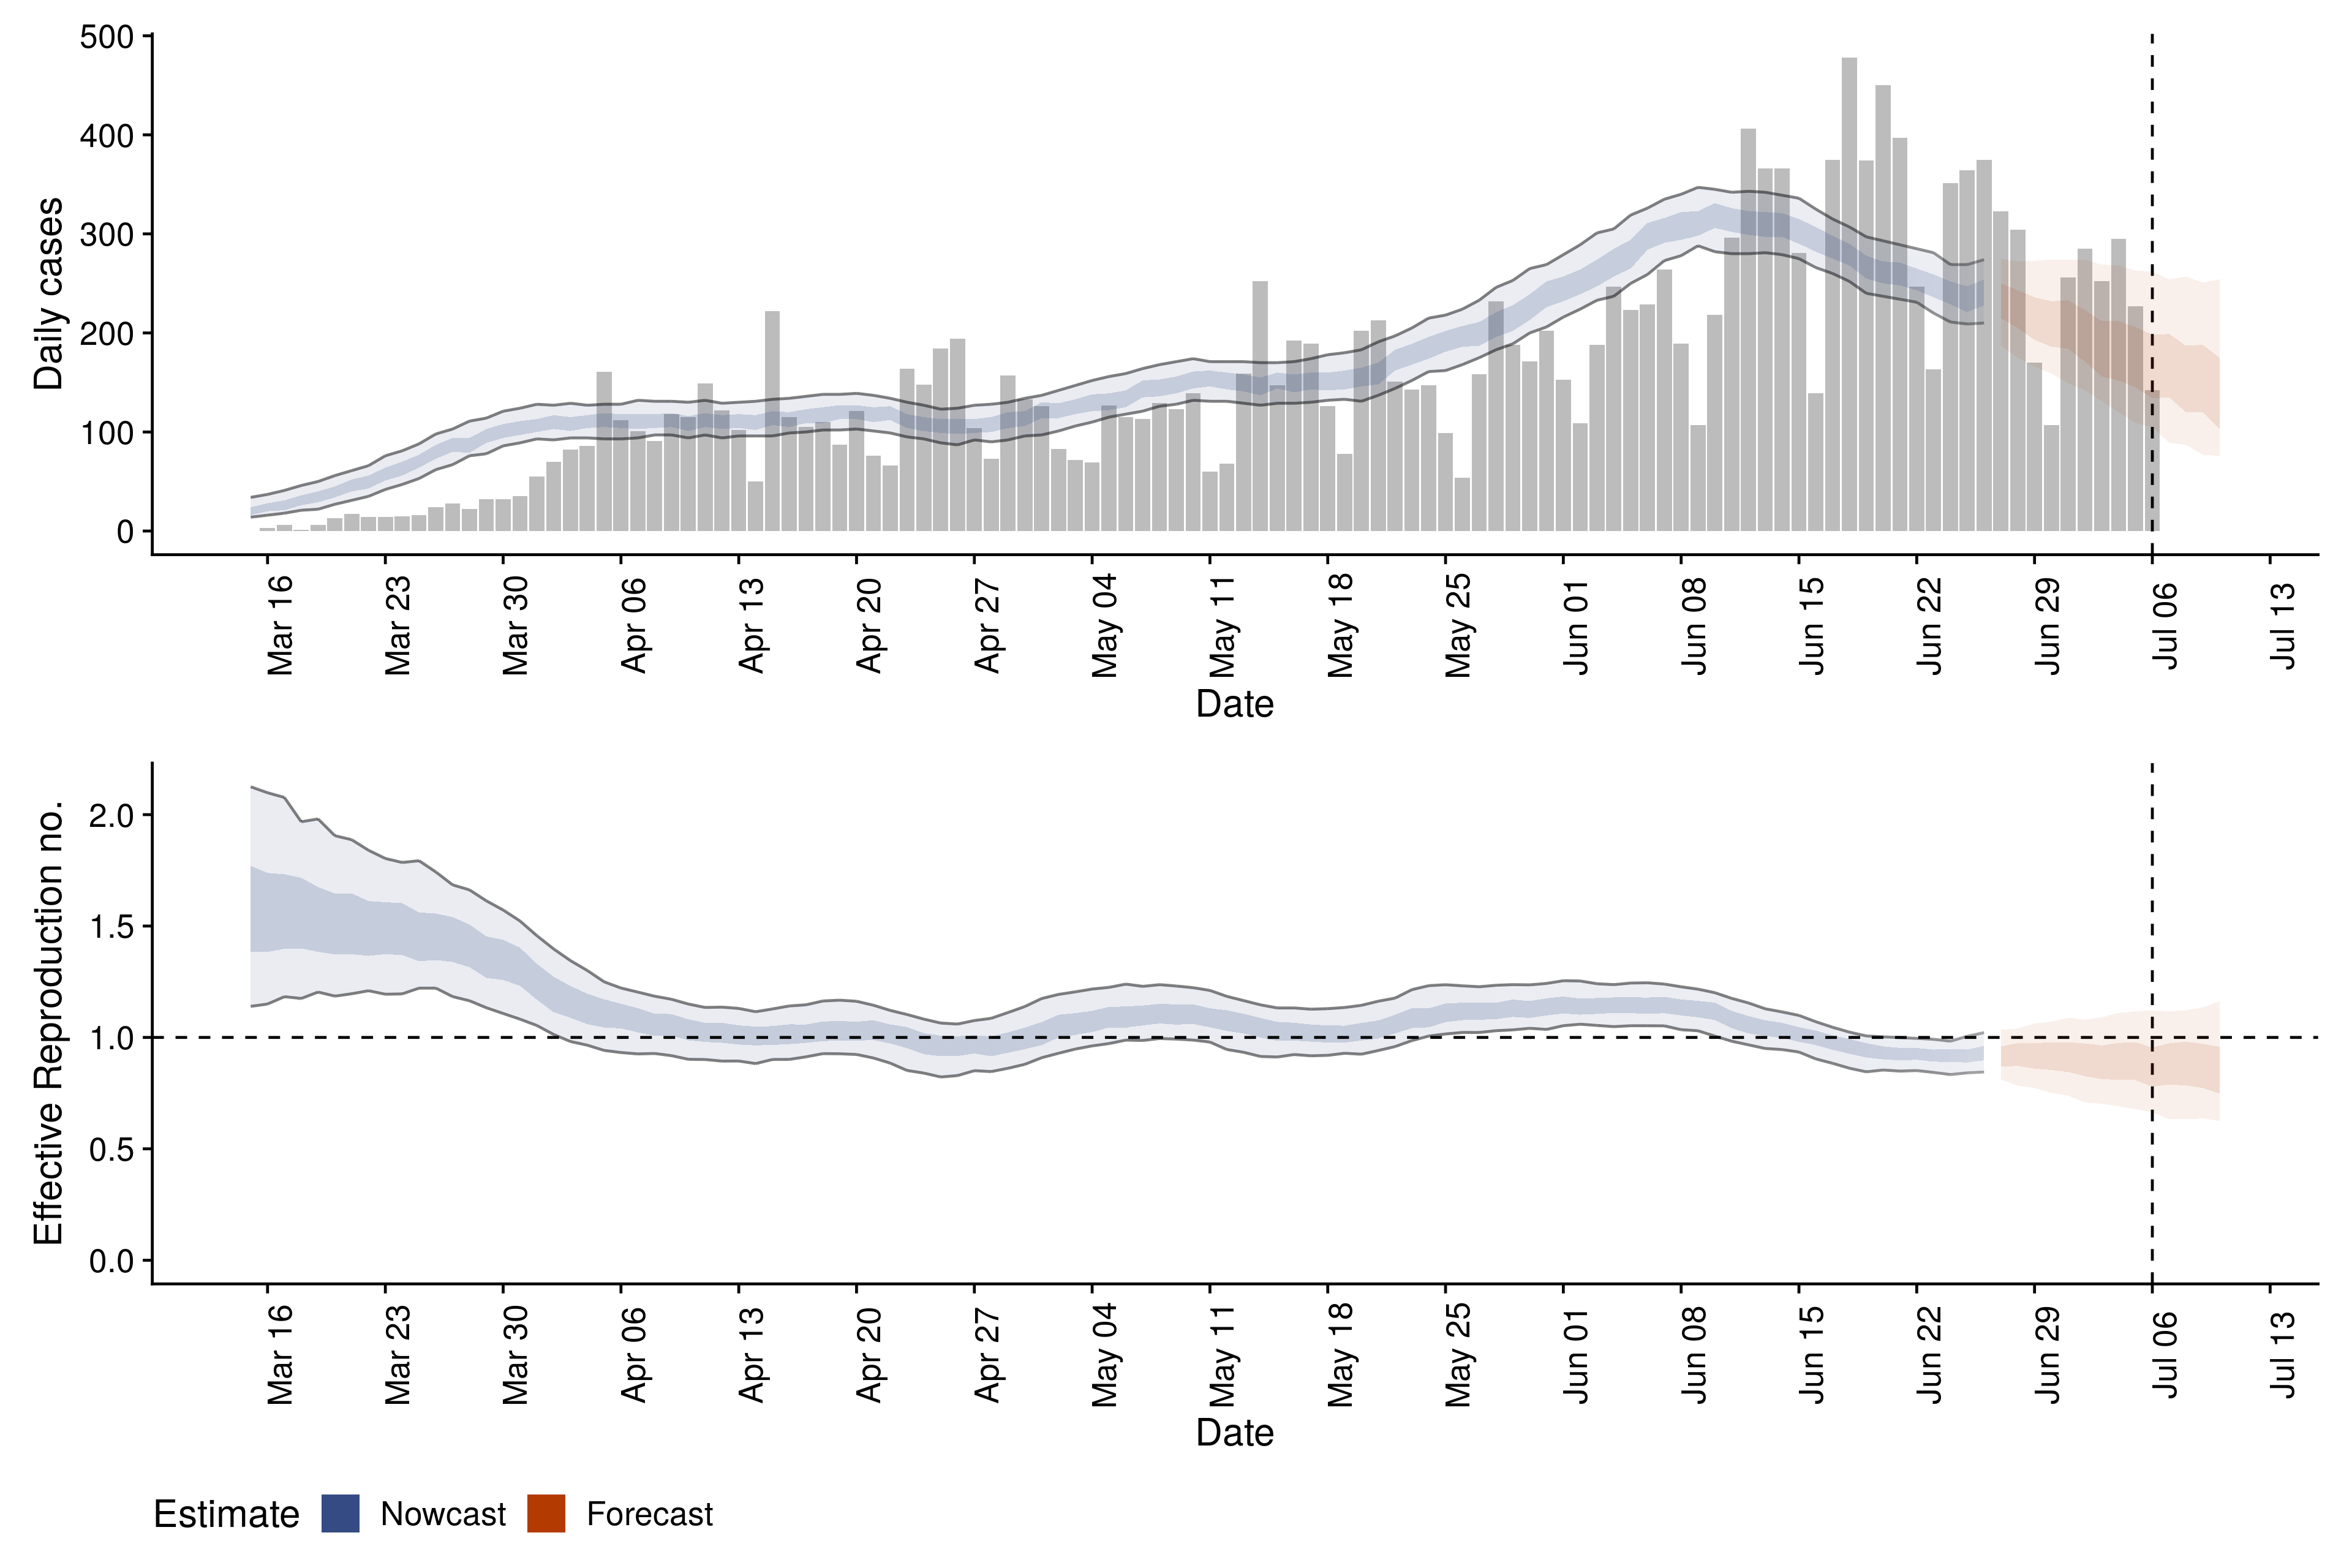 Daily cases
500
400
300
200
100
0
Mar 16
Mar 23
Mar 30
Apr 06
Apr 13
Apr 20
Apr 27
May 04
May 11
May 18
May 25
Jun 01
Jun 08
Jun 15
Jun 22
Jun 29
Jul 06
Jul 13
Date
Effective Reproduction no.
2.0
1.5
1.0
0.5
0.0
Mar 16
Mar 23
Mar 30
Apr 06
Apr 13
Apr 20
Apr 27
May 04
May 11
May 18
May 25
Jun 01
Jun 08
Jun 15
Jun 22
Jun 29
Jul 06
Jul 13
Date
Estimate Nowcast Forecast